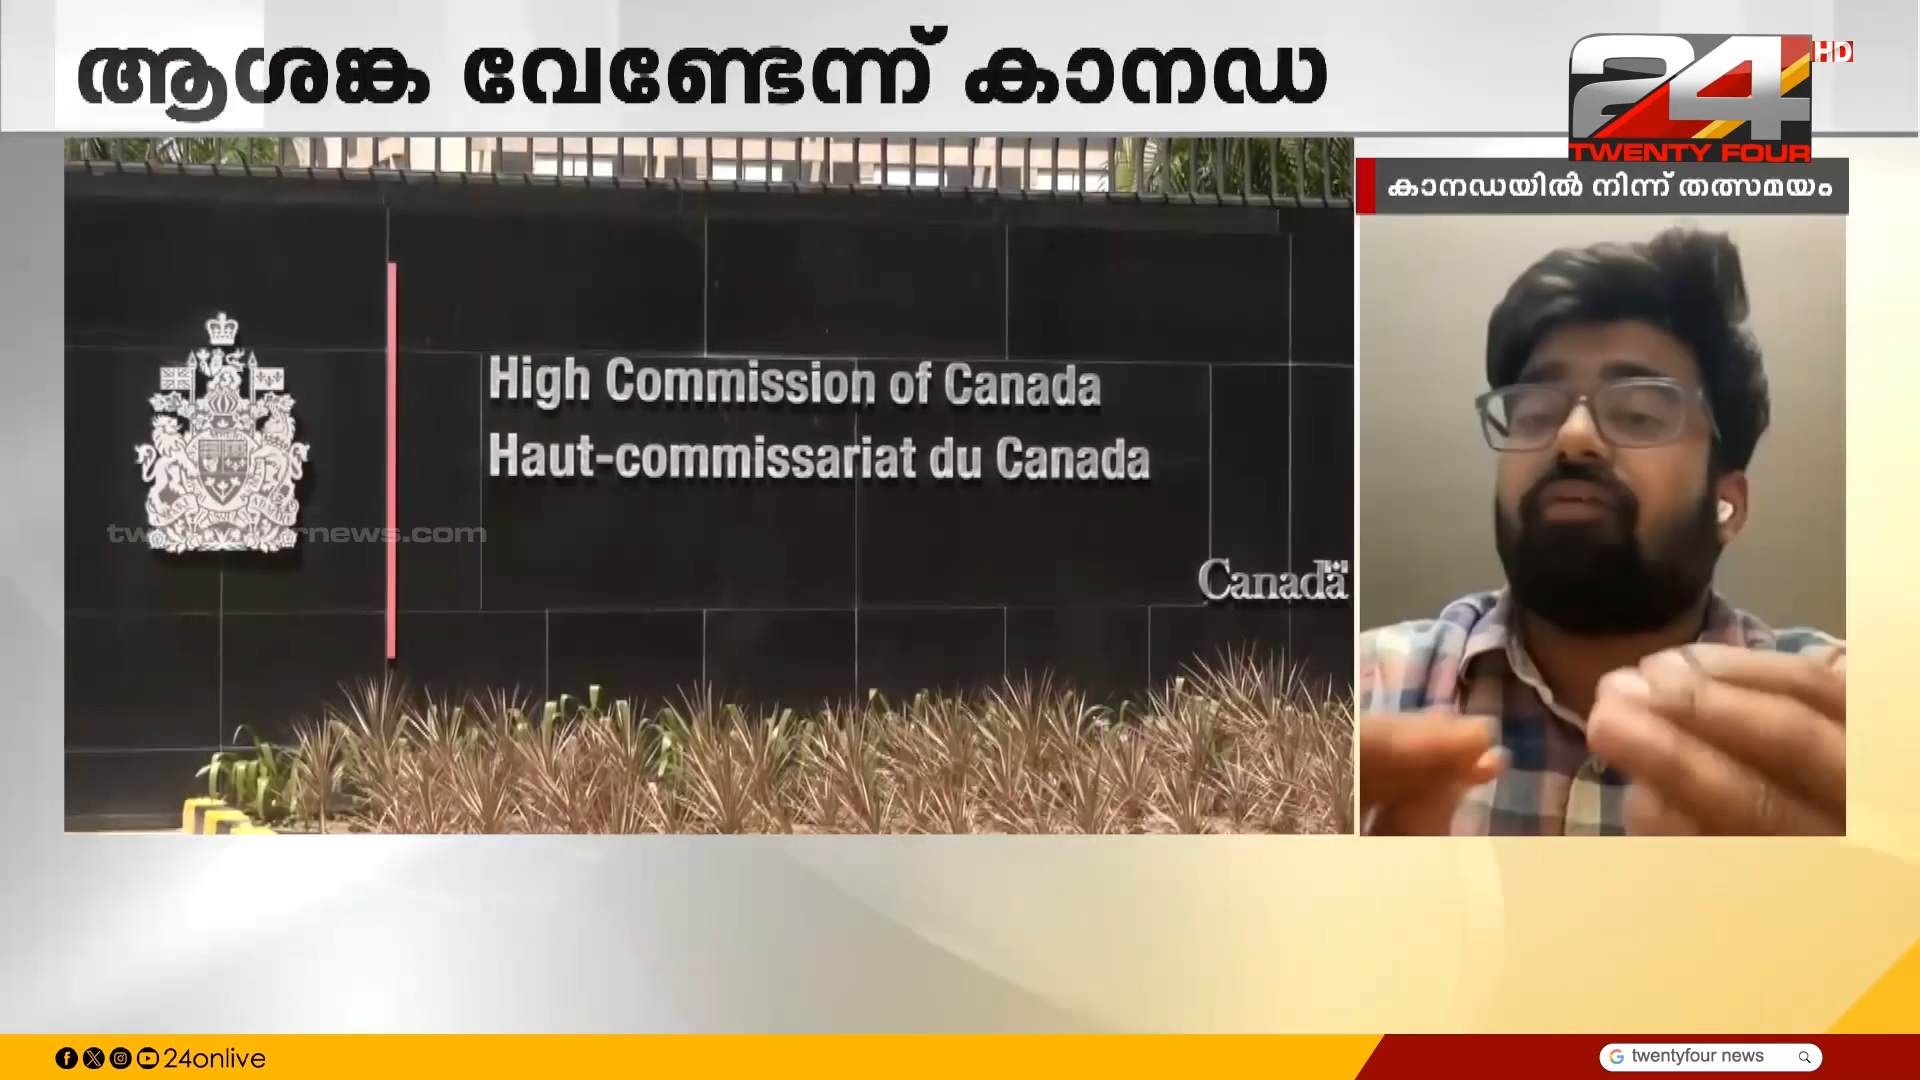 ആശങ്ക വേണ്ടേന്ന് കാനഡ
24 HD
TWENTY FOUR
കാനഡയിൽ നിന്ന് തത്സമയം
High Commission of Canada
Haut-commissariat du Canada
Canada
24onlive
twentyfour news